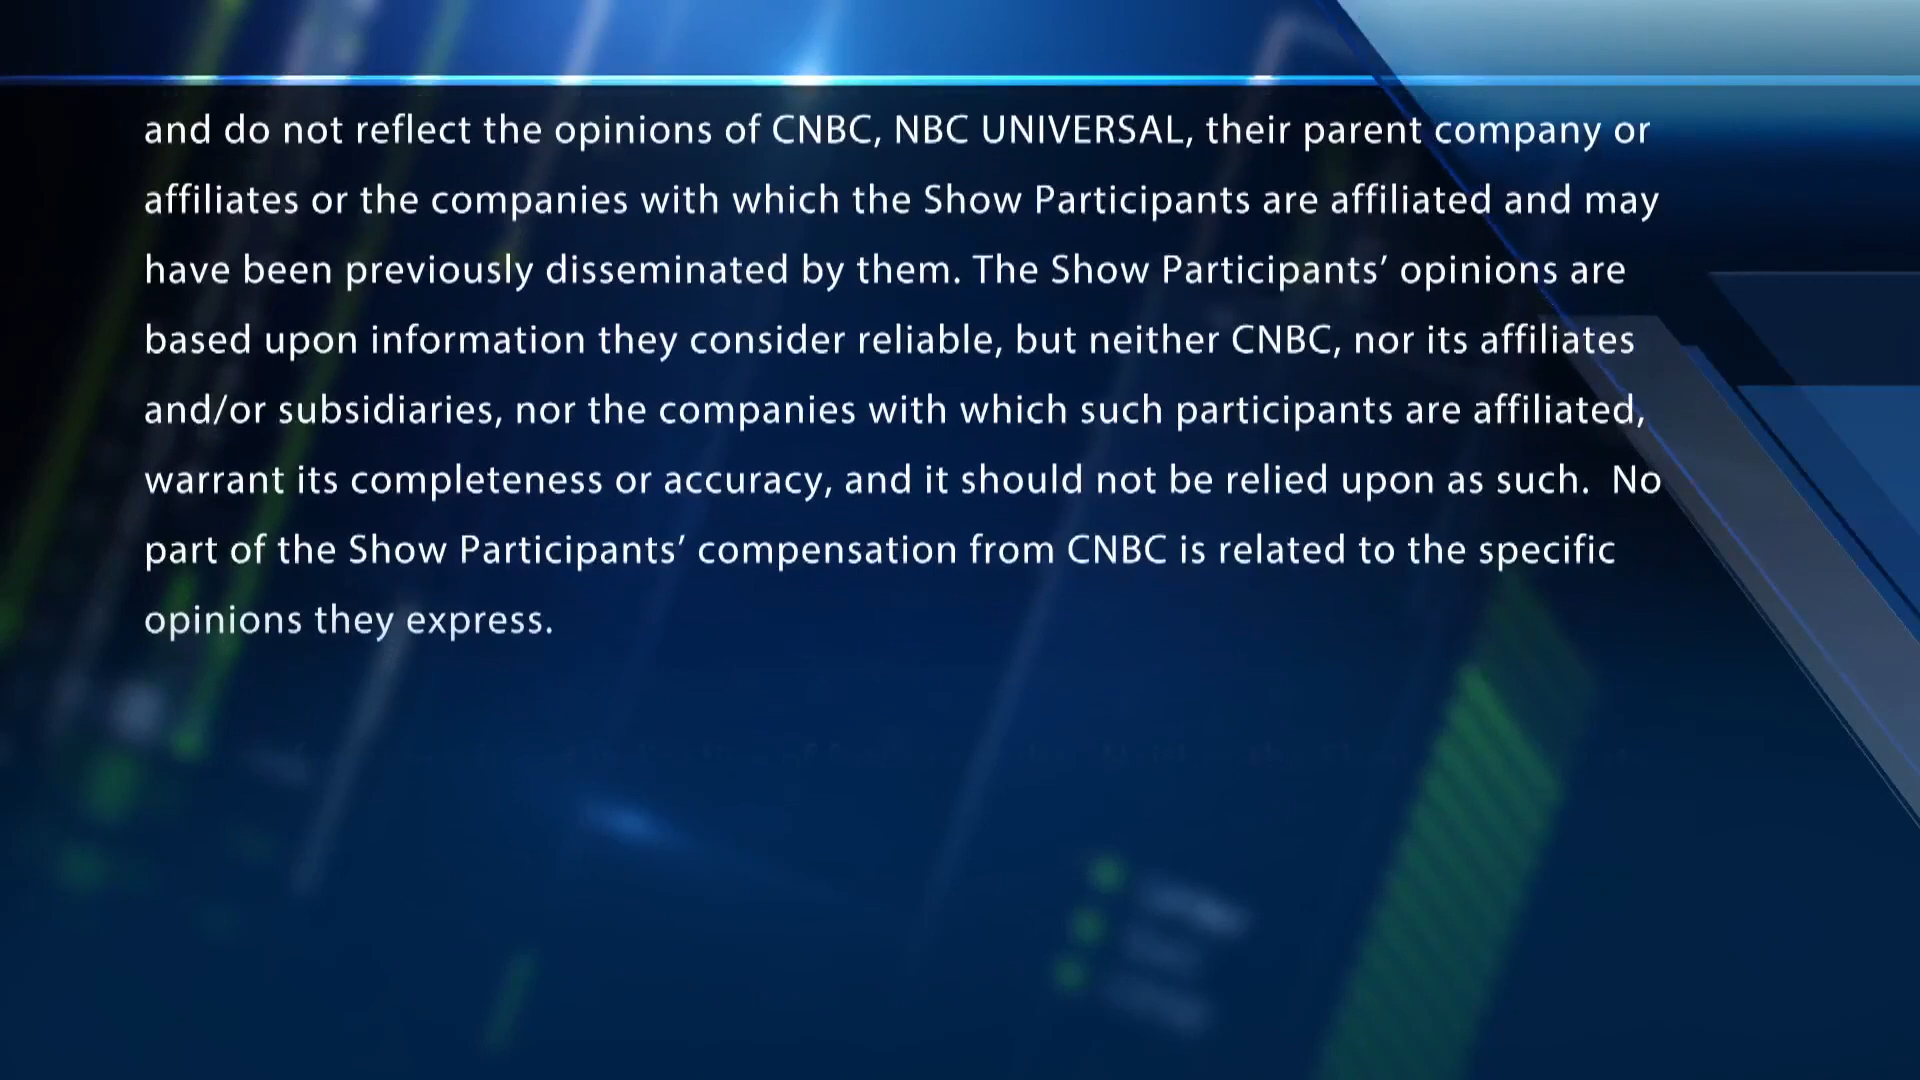 and do not reflect the opinions of CNBC, NBC UNIVERSAL, their parent company or
affiliates or the companies with which the Show Participants are affiliated and may
have been previously disseminated by them. The Show Participants’ opinions are
based upon information they consider reliable, but neither CNBC, nor its affiliates
and/or subsidiaries, nor the companies with which such participants are affiliated,
warrant its completeness or accuracy, and it should not be relied upon as such.  No
part of the Show Participants’ compensation from CNBC is related to the specific
opinions they express.